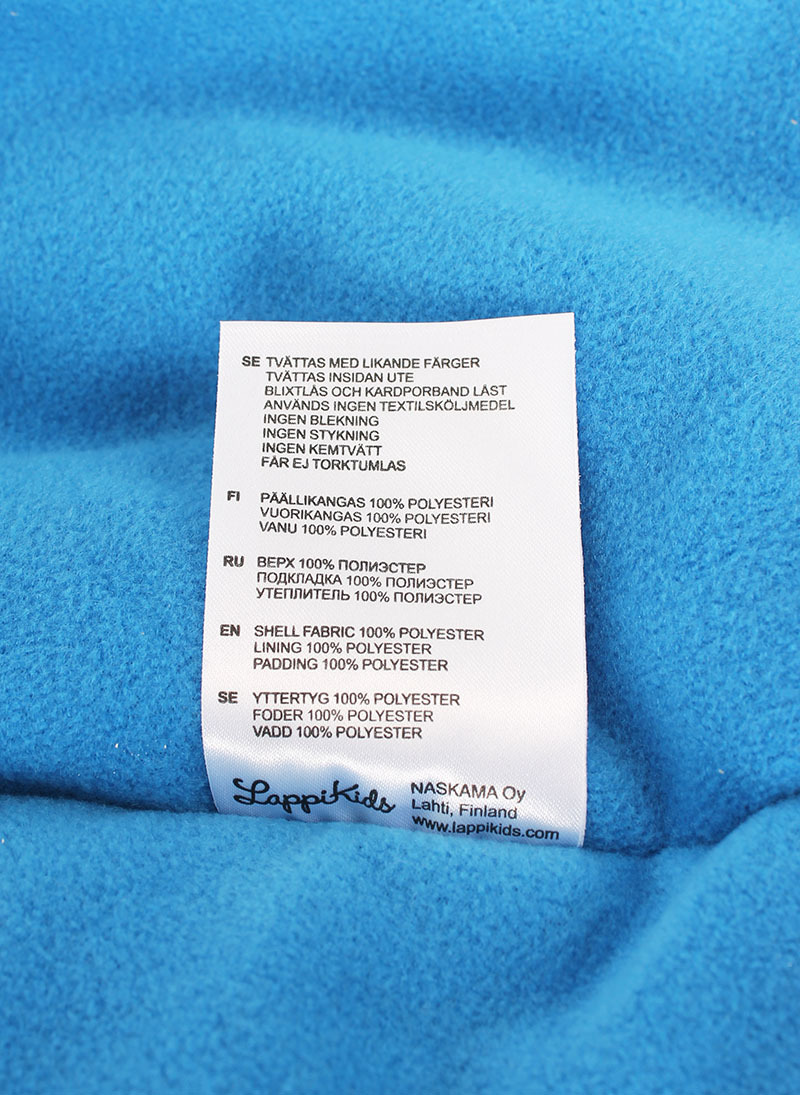 SE TVÄTTAS MED LIKANDE FÄRGER
TVÄTTAS INSIDAN UTE
BLIXTLÅS OCH KARDPORBAND LÅST
ANVÄNDS INGEN TEXTILSKÖLJMEDEL
INGEN BLEKNING
INGEN STYKNING
INGEN KEMTVÄTT
FÅR EJ TORKTUMLAS
FI PÄÄLLIKANGAS 100% POLYESTERI
VUORIKANGAS 100% POLYESTERI
VANU 100% POLYESTERI
RU ВЕРХ 100% ПОЛИЭСТЕР
ПОДКЛАДКА 100% ПОЛИЭСТЕР
УТЕПЛИТЕЛЬ 100% ПОЛИЭСТЕР
EN SHELL FABRIC 100% POLYESTER
LINING 100% POLYESTER
PADDING 100% POLYESTER
SE YTTERTYG 100% POLYESTER
FODER 100% POLYESTER
VADD 100% POLYESTER
LappiKids
NASKAMA Oy
Lahti, Finland
www.lappikids.com